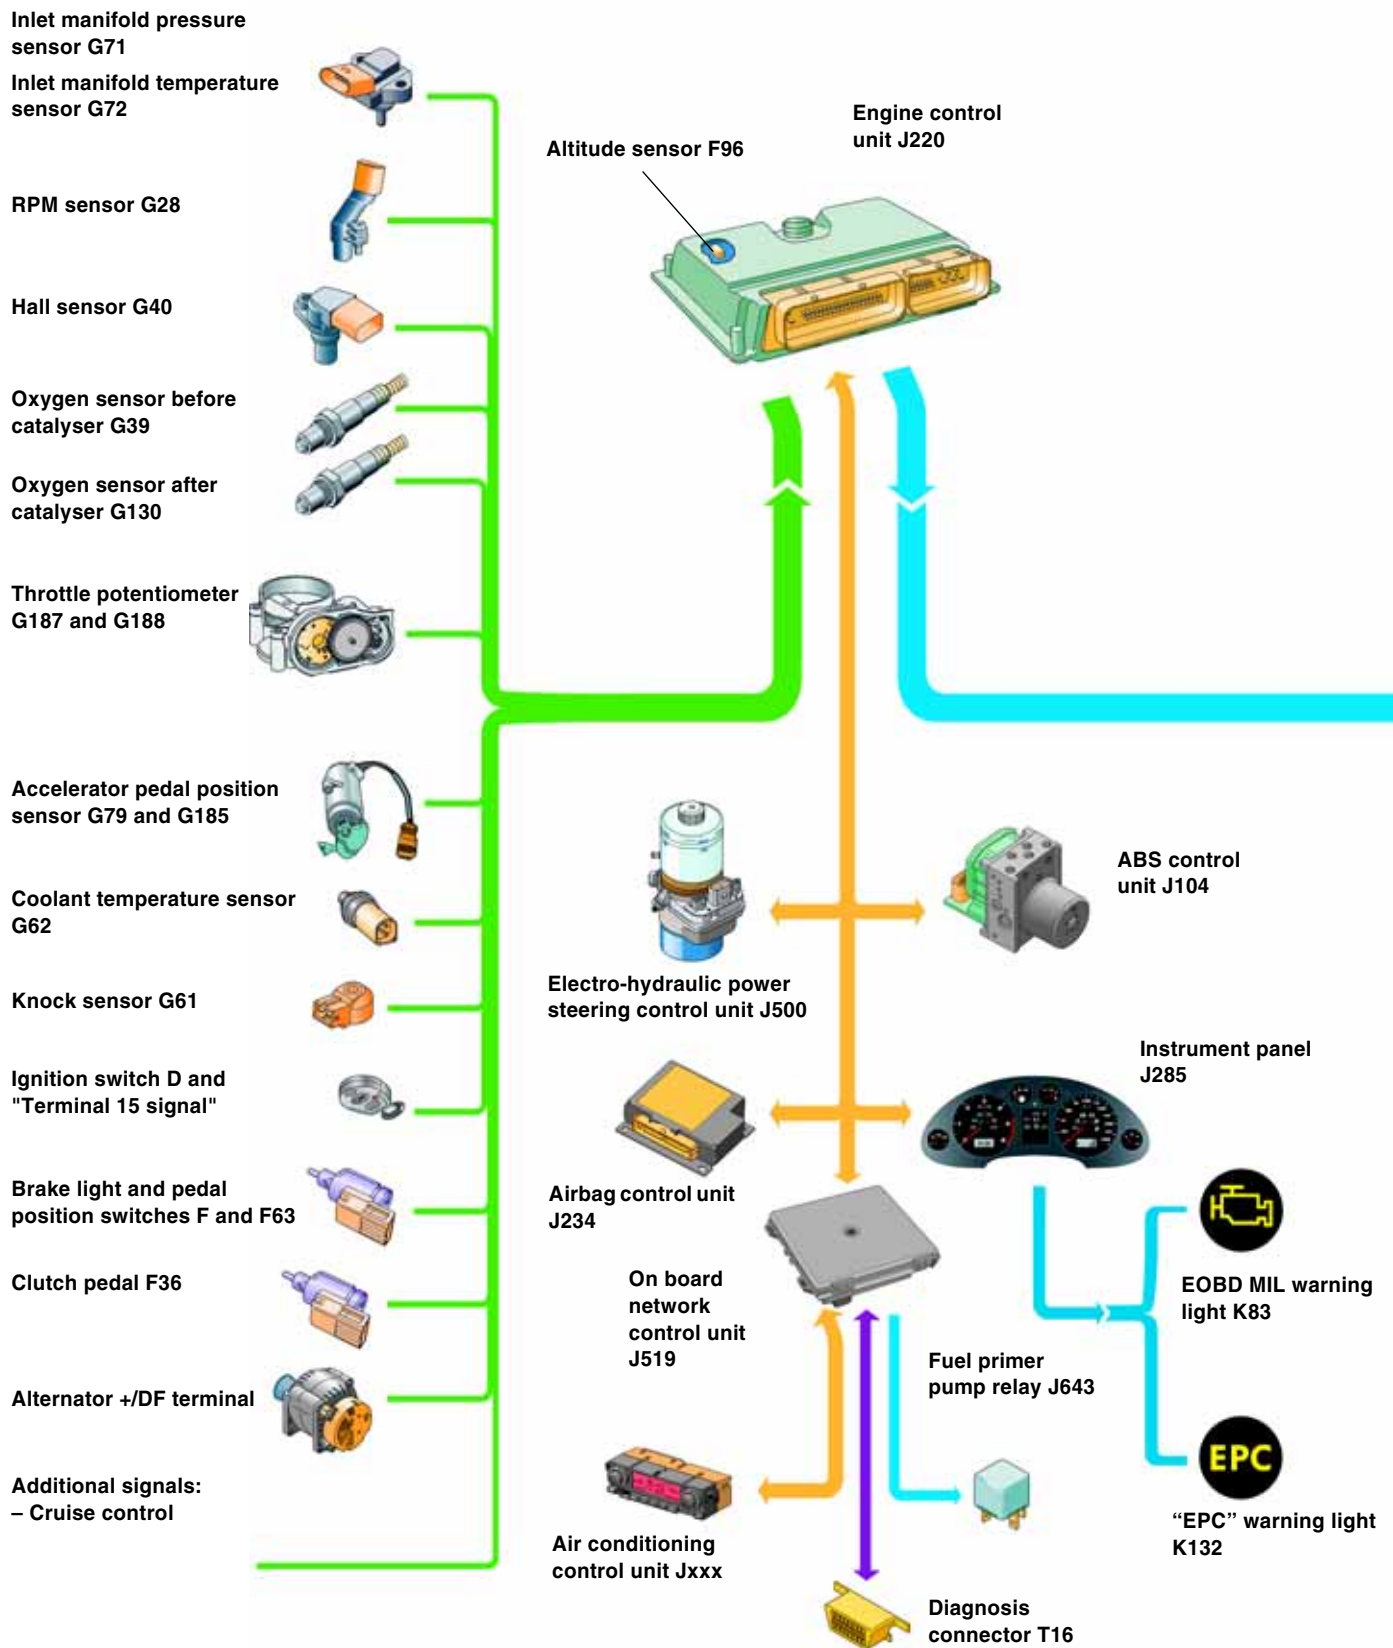 Inlet manifold pressure
sensor G71
Inlet manifold temperature
sensor G72
RPM sensor G28
Hall sensor G40
Oxygen sensor before
catalyser G39
Oxygen sensor after
catalyser G130
Throttle potentiometer
G187 and G188
Accelerator pedal position
sensor G79 and G185
Coolant temperature sensor
G62
Knock sensor G61
Ignition switch D and
"Terminal 15 signal"
Brake light and pedal
position switches F and F63
Clutch pedal F36
Alternator +/DF terminal
Additional signals:
– Cruise control
Altitude sensor F96
Engine control
unit J220
ABS control
unit J104
Electro-hydraulic power
steering control unit J500
Instrument panel
J285
Airbag control unit
J234
On board
network
control unit
J519
EOBD MIL warning
light K83
Fuel primer
pump relay J643
EPC
“EPC” warning light
K132
Air conditioning
control unit Jxxx
Diagnosis
connector T16